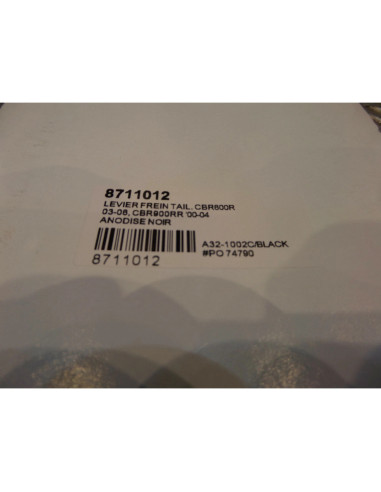 8711012
LEVIER FREIN TAIL. CBR600R
03-06, CBR900RR '00-04
ANODISE NOIR
A32-1002C/BLACK
8711012
#PO 74790